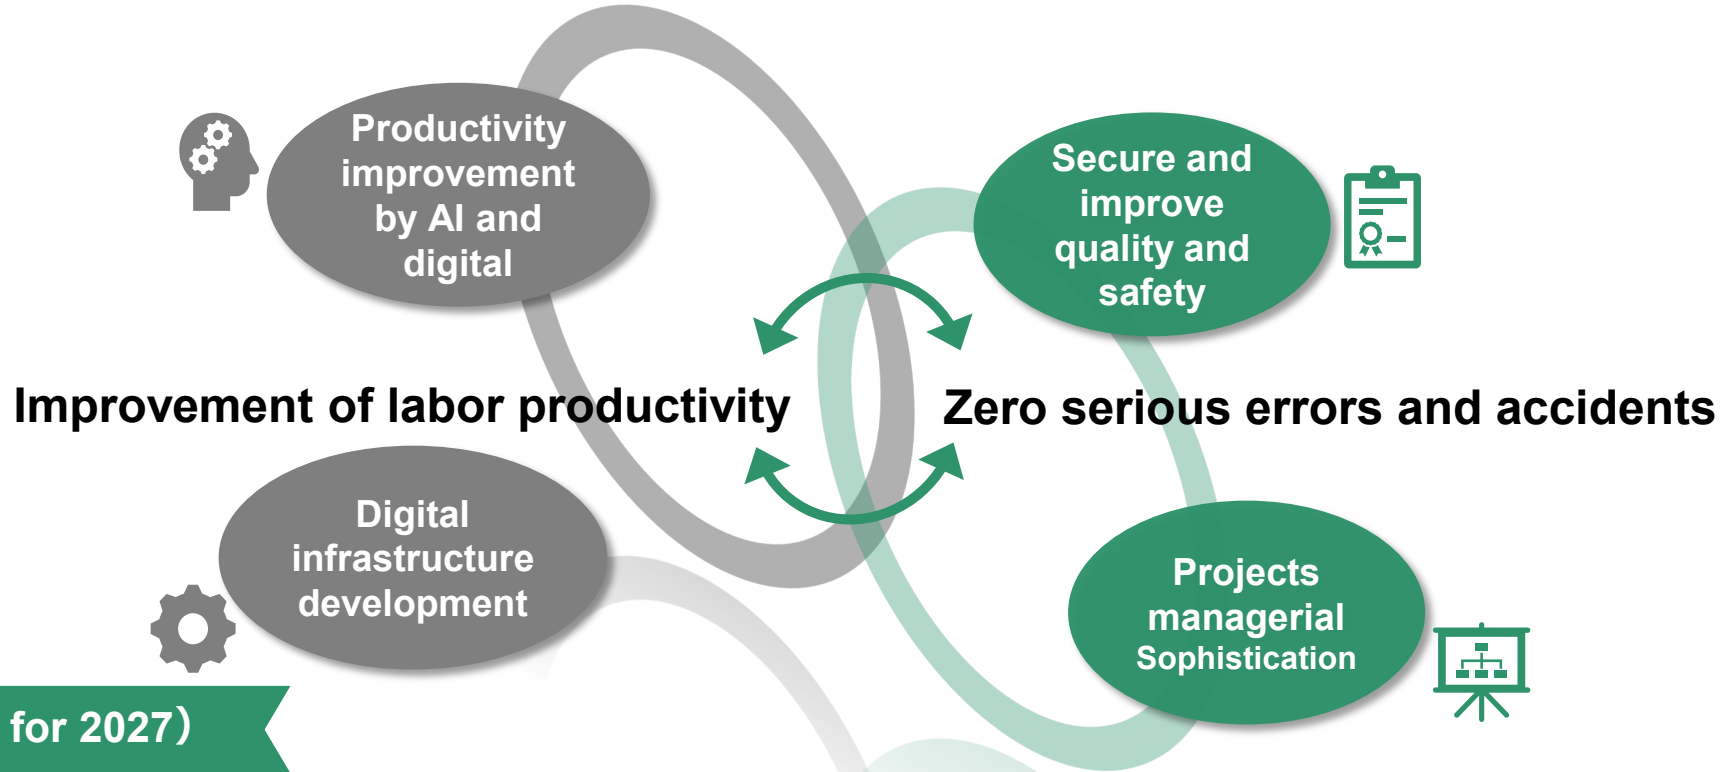 Productivity
improvement
by AI and
digital
Secure and
improve
quality and
safety
Improvement of labor productivity
Zero serious errors and accidents
Digital
infrastructure
development
Projects
managerial
Sophistication
for 2027）